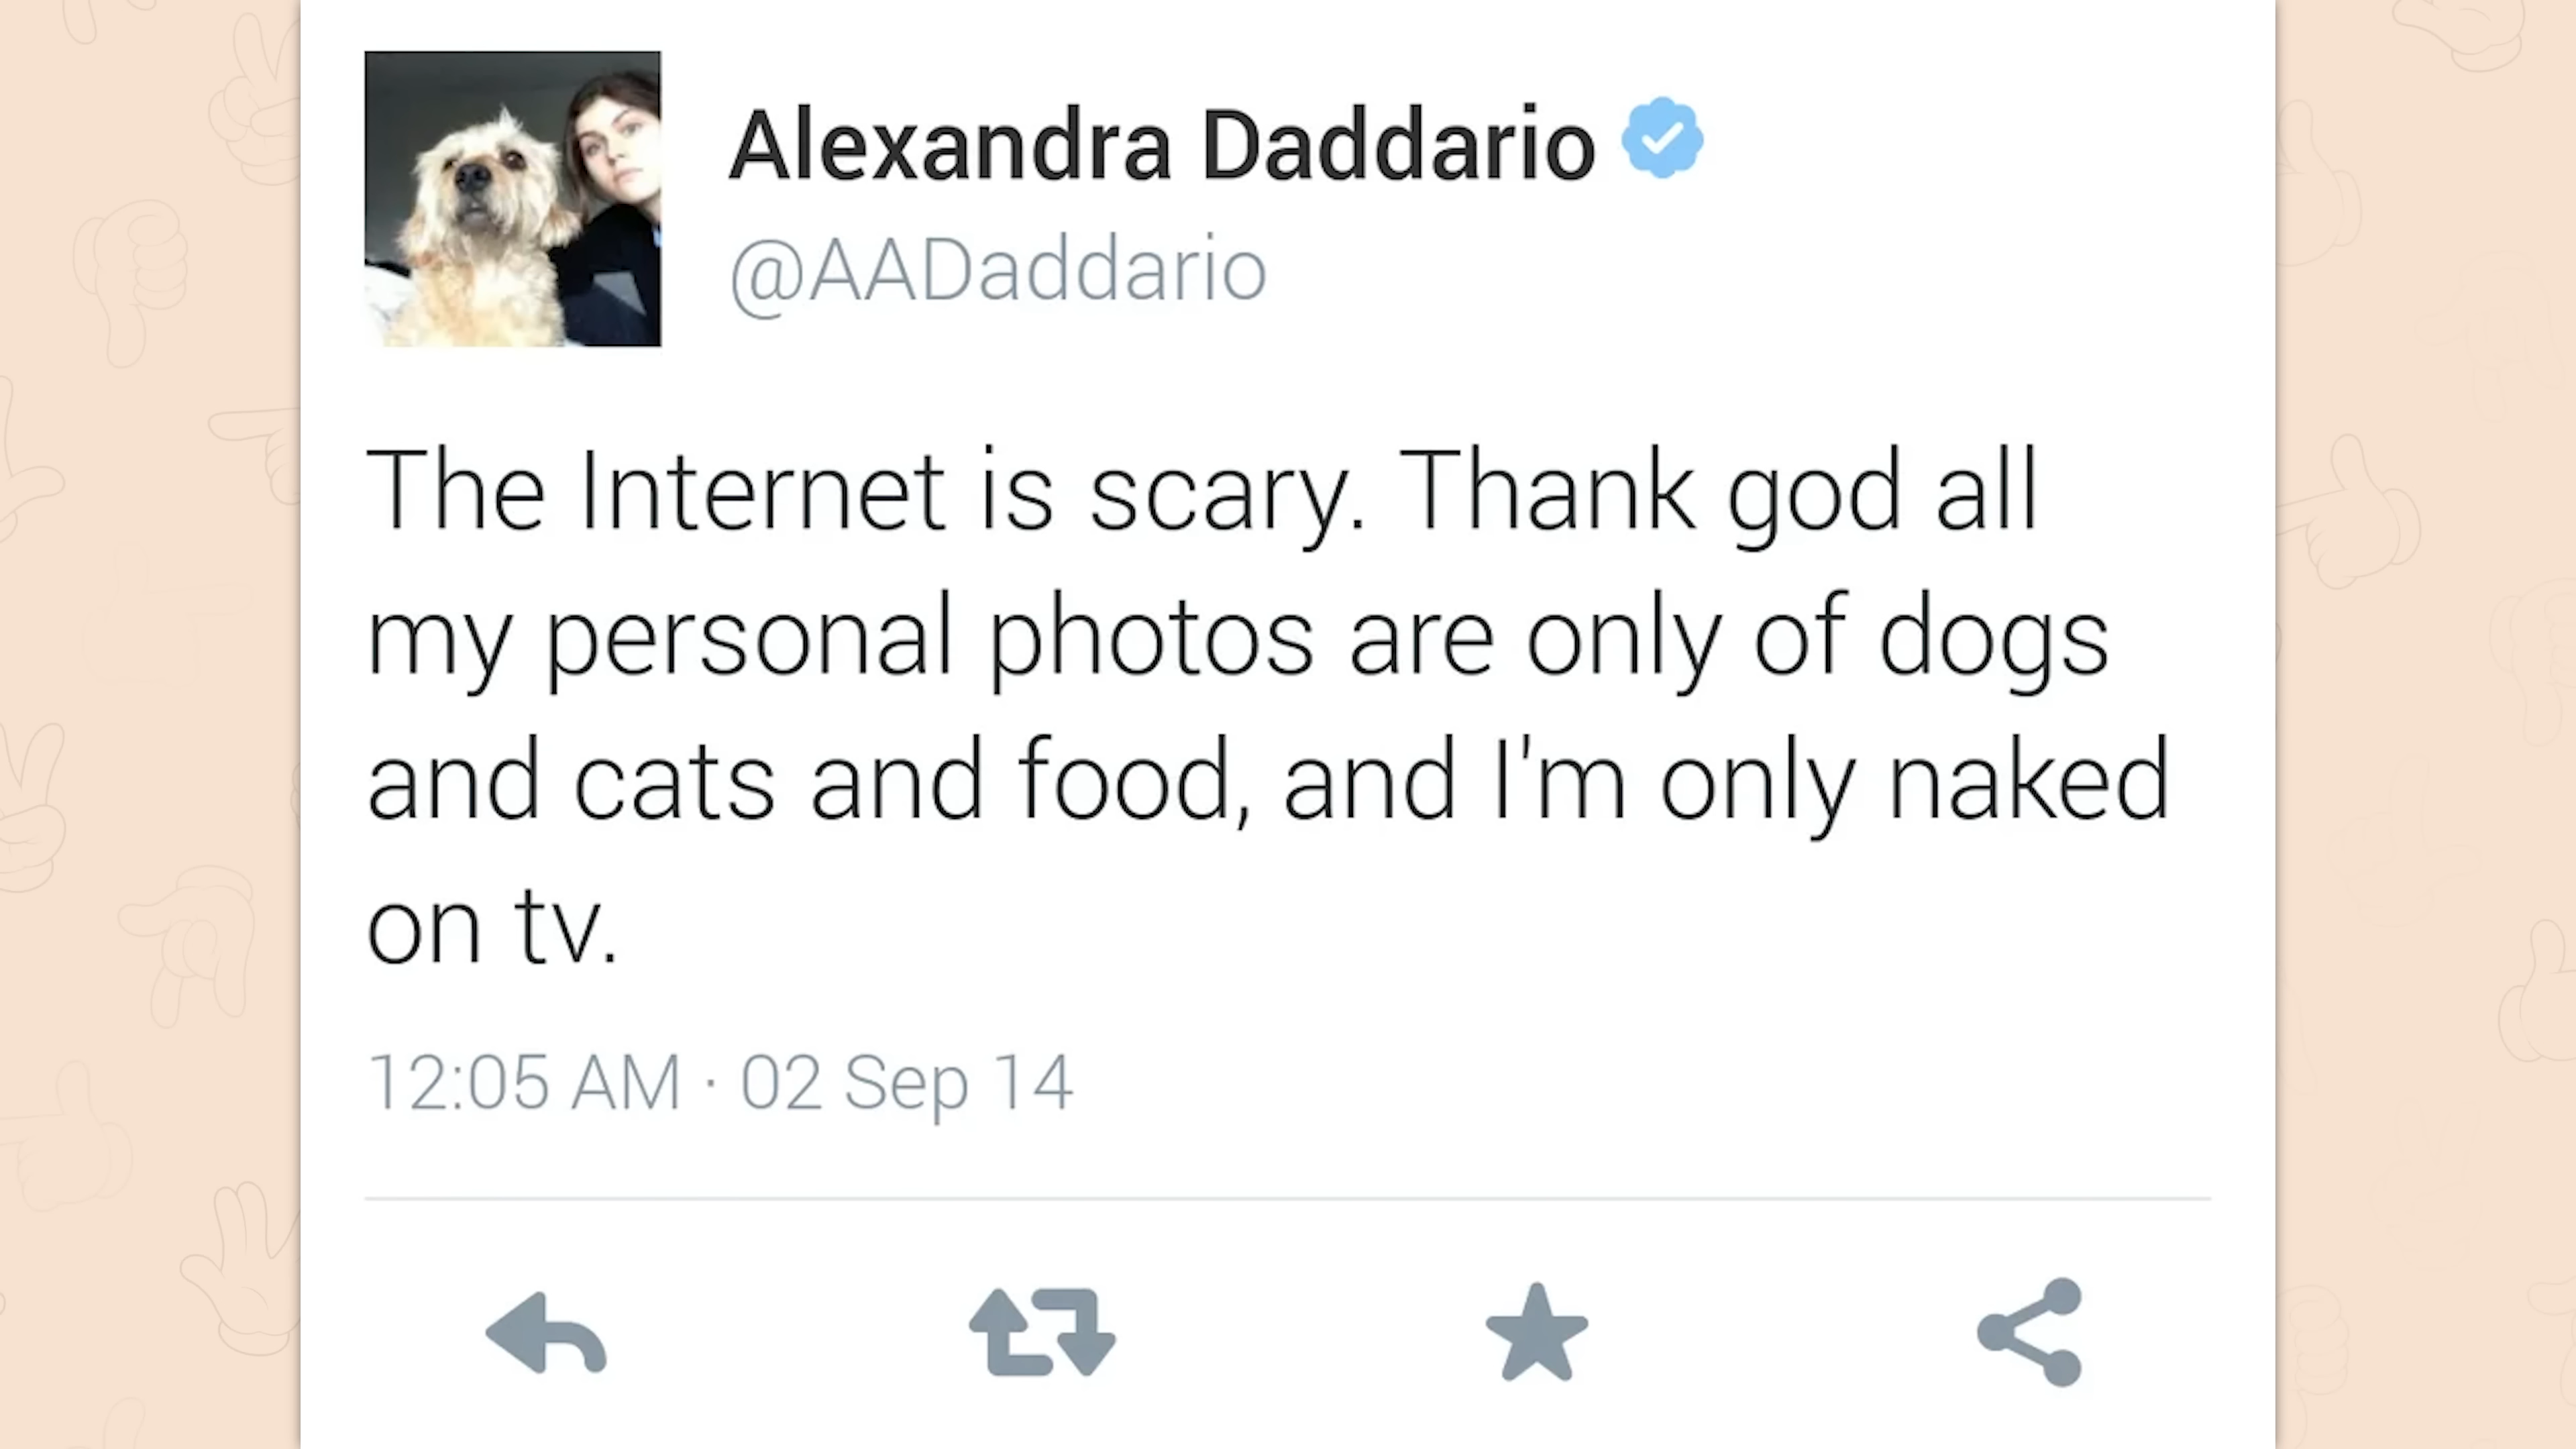 Alexandra Daddario
@AADaddario
The Internet is scary. Thank god all
my personal photos are only of dogs
and cats and food, and I'm only naked
on tv.
12:05 AM · 02 Sep 14